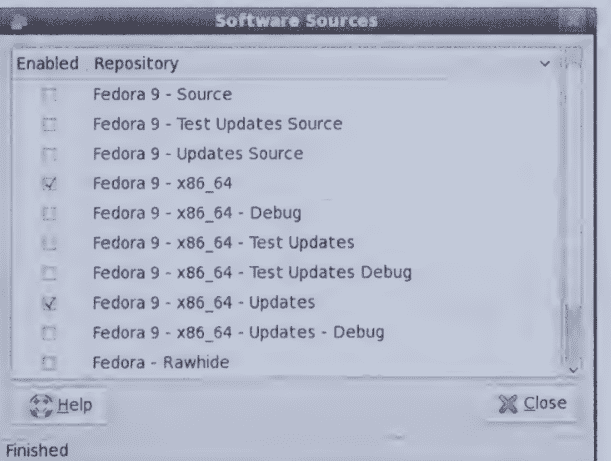 Software Sources
Enabled Repository
Fedora 9 - Source
Fedora 9 - Test Updates Source
Fedora 9 - Updates Source
Fedora 9 - x86_64
Fedora 9 - x86_64 - Debug
Fedora 9 - x86_64 - Test Updates
Fedora 9 - x86_64 - Test Updates Debug
Fedora 9 - x86_64 - Updates
Fedora 9 - x86_64 - Updates - Debug
Fedora - Rawhide
Help Close
Finished